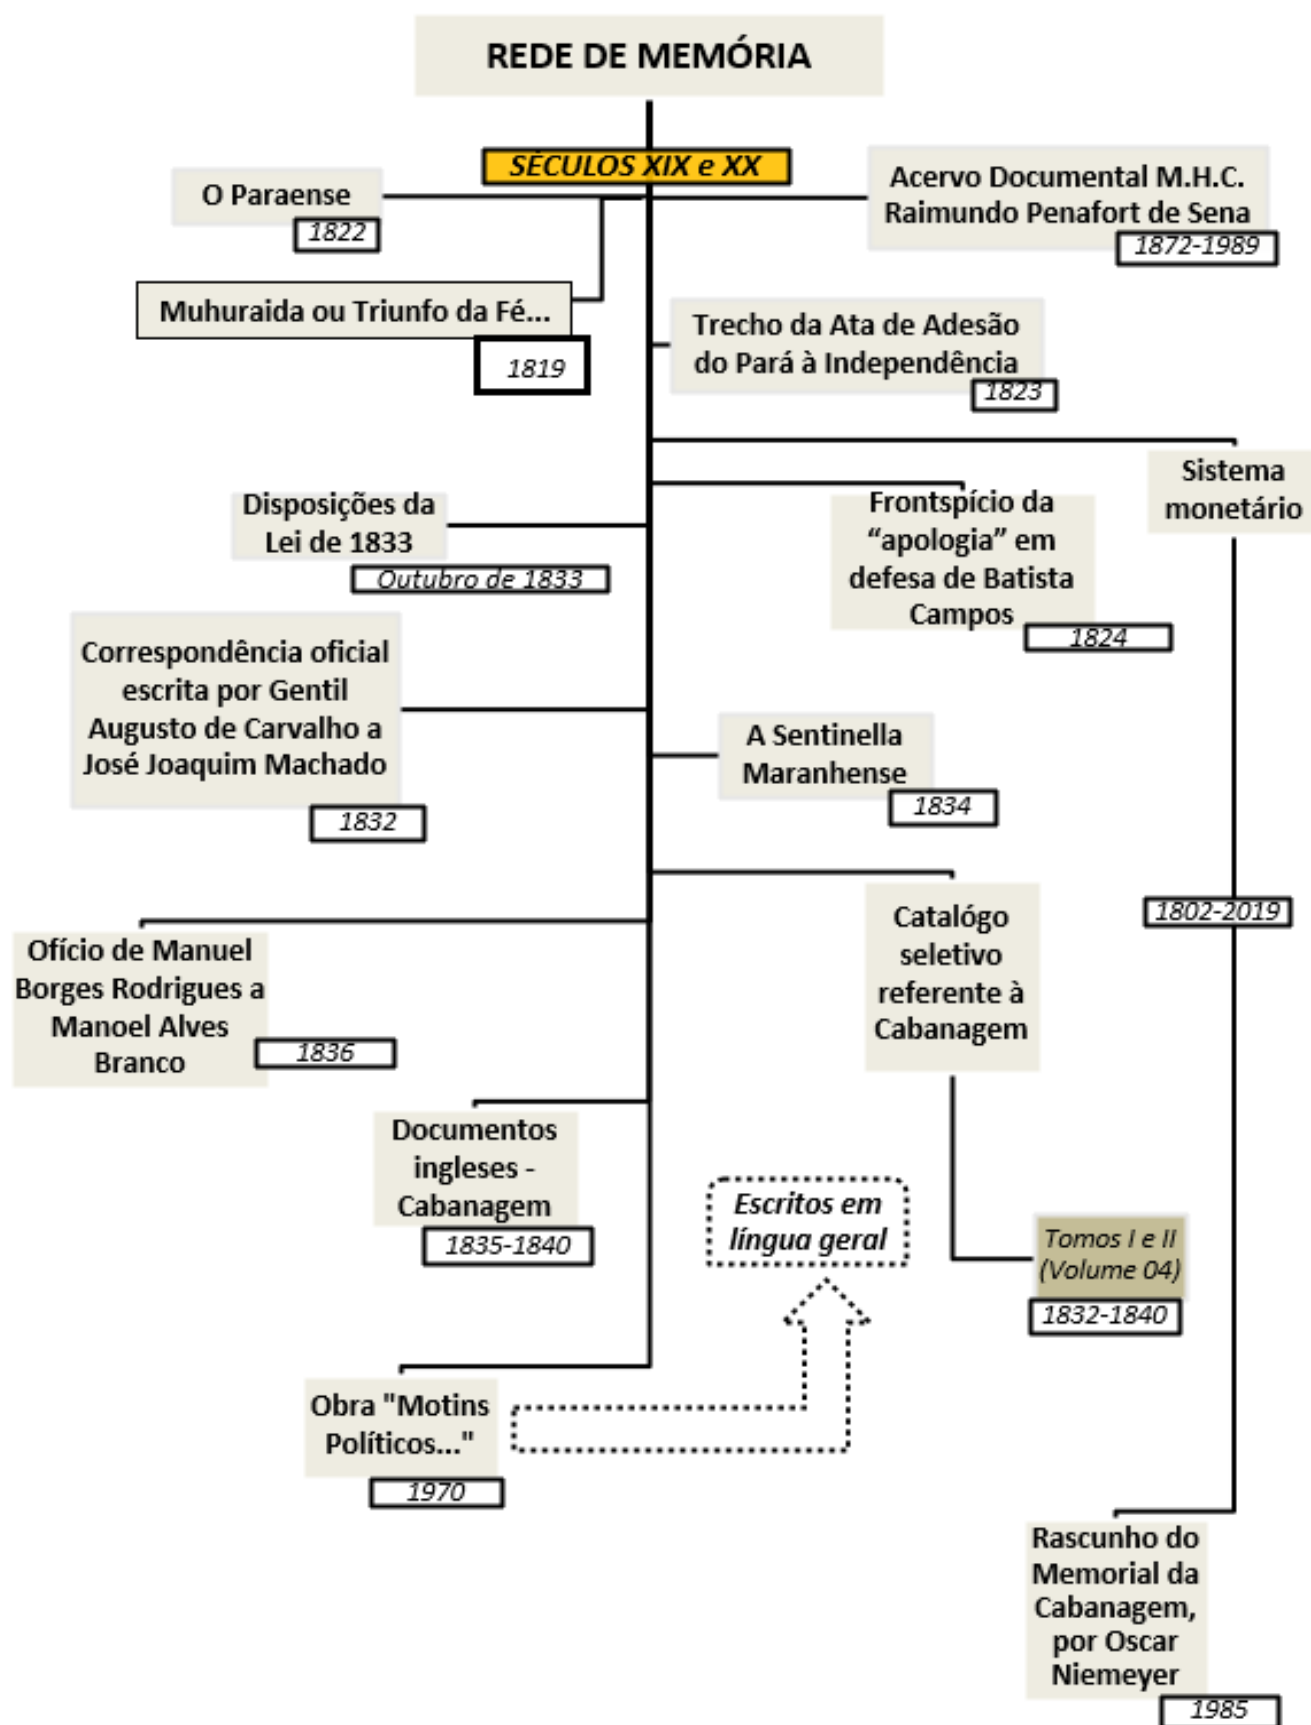 REDE DE MEMÓRIA
SÉCULOS XIX e XX
O Paraense
1822
Acervo Documental M.H.C.
Raimundo Penafort de Sena
1872-1989
Muhuraida ou Triunfo da Fé...
1819
Trecho da Ata de Adesão
do Pará à Independência
1823
Sistema
monetário
Disposições da
Lei de 1833
Outubro de 1833
Frontspício da
“apologia” em
defesa de Batista
Campos
1824
Correspondência oficial
escrita por Gentil
Augusto de Carvalho a
José Joaquim Machado
1832
A Sentinella
Maranhense
1834
Catalógo
seletivo
referente à
Cabanagem
1802-2019
Ofício de Manuel
Borges Rodrigues a
Manoel Alves
Branco
1836
Documentos
ingleses -
Cabanagem
1835-1840
Escritos em
língua geral
Tomos I e II
(Volume 04)
1832-1840
Obra "Motins
Políticos..."
1970
Rascunho do
Memorial da
Cabanagem,
por Oscar
Niemeyer
1985